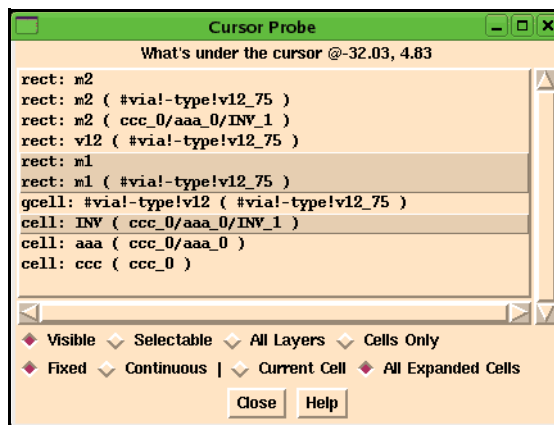 Cursor Probe
What's under the cursor @-32.03, 4.83
rect: m2
rect: m2 ( #via!-type!v12_75 )
rect: m2 ( ccc_0/aaa_0/INV_1 )
rect: v12 ( #via!-type!v12_75 )
rect: m1
rect: m1 ( #via!-type!v12_75 )
gcell: #via!-type!v12 ( #via!-type!v12_75 )
cell: INV ( ccc_0/aaa_0/INV_1 )
cell: aaa ( ccc_0/aaa_0 )
cell: ccc ( ccc_0 )
Visible Selectable All Layers Cells Only
Fixed Continuous | Current Cell All Expanded Cells
Close Help